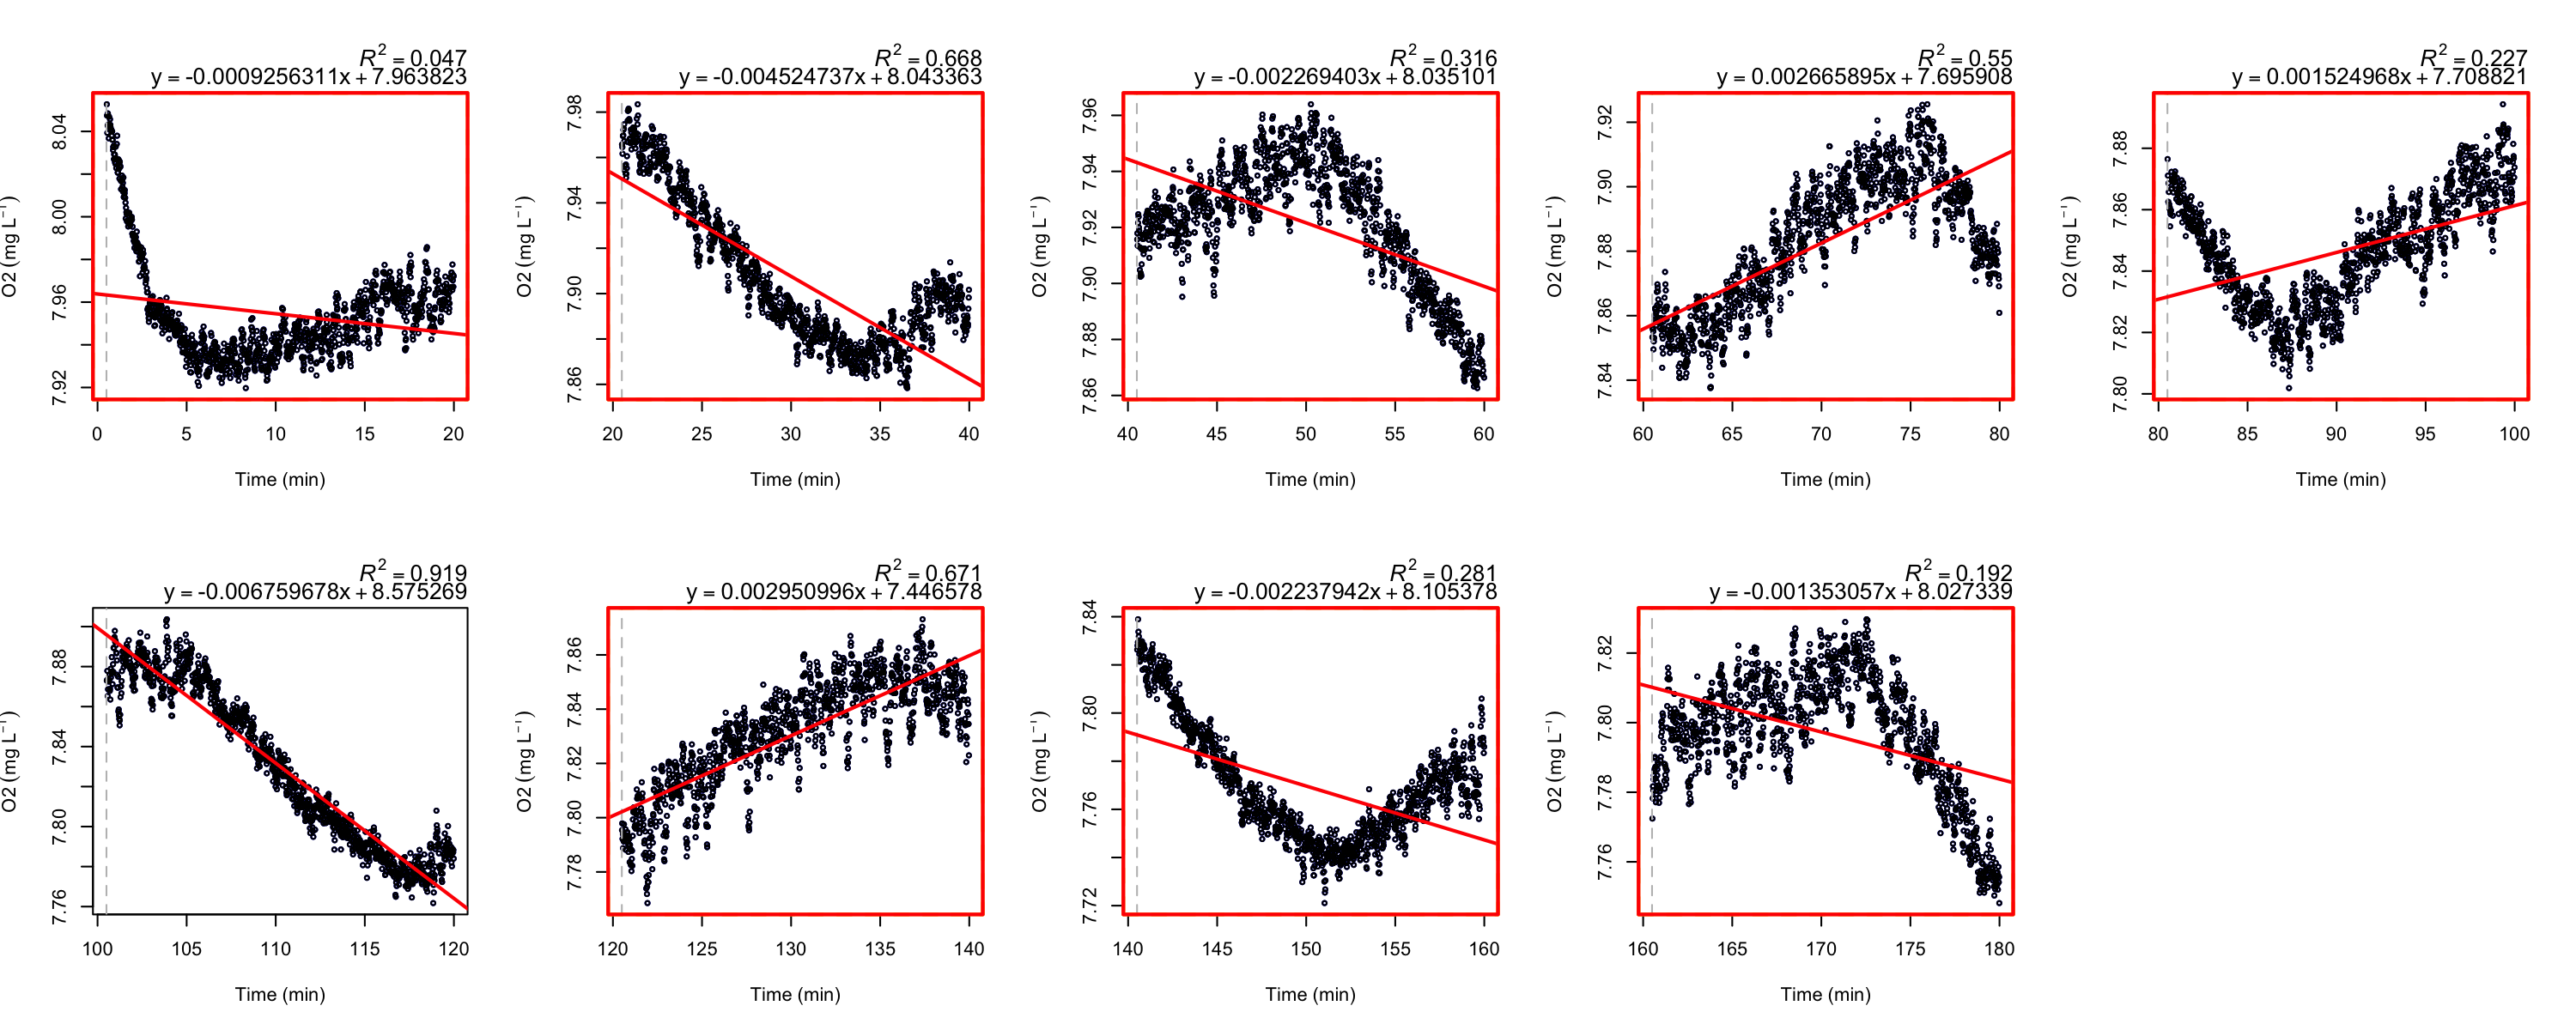 R² = 0.047
y = -0.0009256311x + 7.963823
O2 (mg L⁻¹)
7.92 7.96 8.00 8.04
0 5 10 15 20
Time (min)
R² = 0.668
y = -0.004524737x + 8.043363
O2 (mg L⁻¹)
7.86 7.90 7.94 7.98
20 25 30 35 40
Time (min)
R² = 0.316
y = -0.002269403x + 8.035101
O2 (mg L⁻¹)
7.86 7.88 7.90 7.92 7.94 7.96
40 45 50 55 60
Time (min)
R² = 0.55
y = 0.002665895x + 7.695908
O2 (mg L⁻¹)
7.84 7.86 7.88 7.90 7.92
60 65 70 75 80
Time (min)
R² = 0.227
y = 0.001524968x + 7.708821
O2 (mg L⁻¹)
7.80 7.82 7.84 7.86 7.88
80 85 90 95 100
Time (min)
R² = 0.919
y = -0.006759678x + 8.575269
O2 (mg L⁻¹)
7.76 7.80 7.84 7.88
100 105 110 115 120
Time (min)
R² = 0.671
y = 0.002950996x + 7.446578
O2 (mg L⁻¹)
7.78 7.80 7.82 7.84 7.86
120 125 130 135 140
Time (min)
R² = 0.281
y = -0.002237942x + 8.105378
O2 (mg L⁻¹)
7.72 7.76 7.80 7.84
140 145 150 155 160
Time (min)
R² = 0.192
y = -0.001353057x + 8.027339
O2 (mg L⁻¹)
7.76 7.78 7.80 7.82
160 165 170 175 180
Time (min)